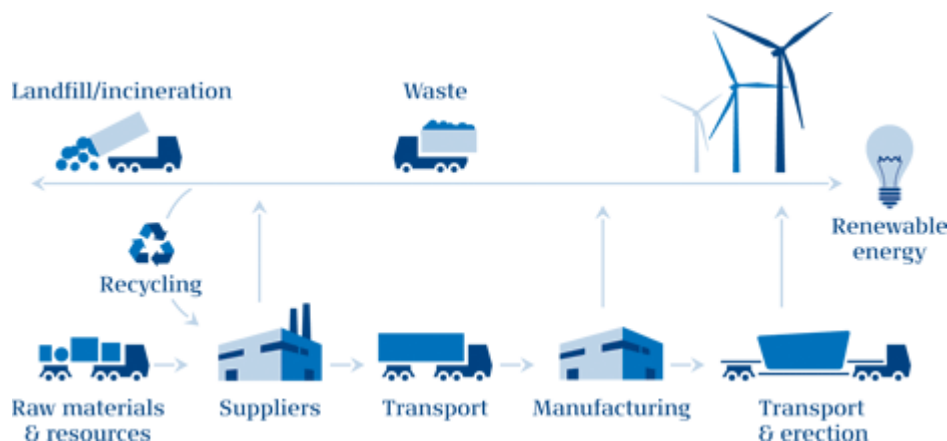 Landfill/incineration
Waste
Renewable
energy
Recycling
Raw materials
& resources
Suppliers
Transport
Manufacturing
Transport
& erection